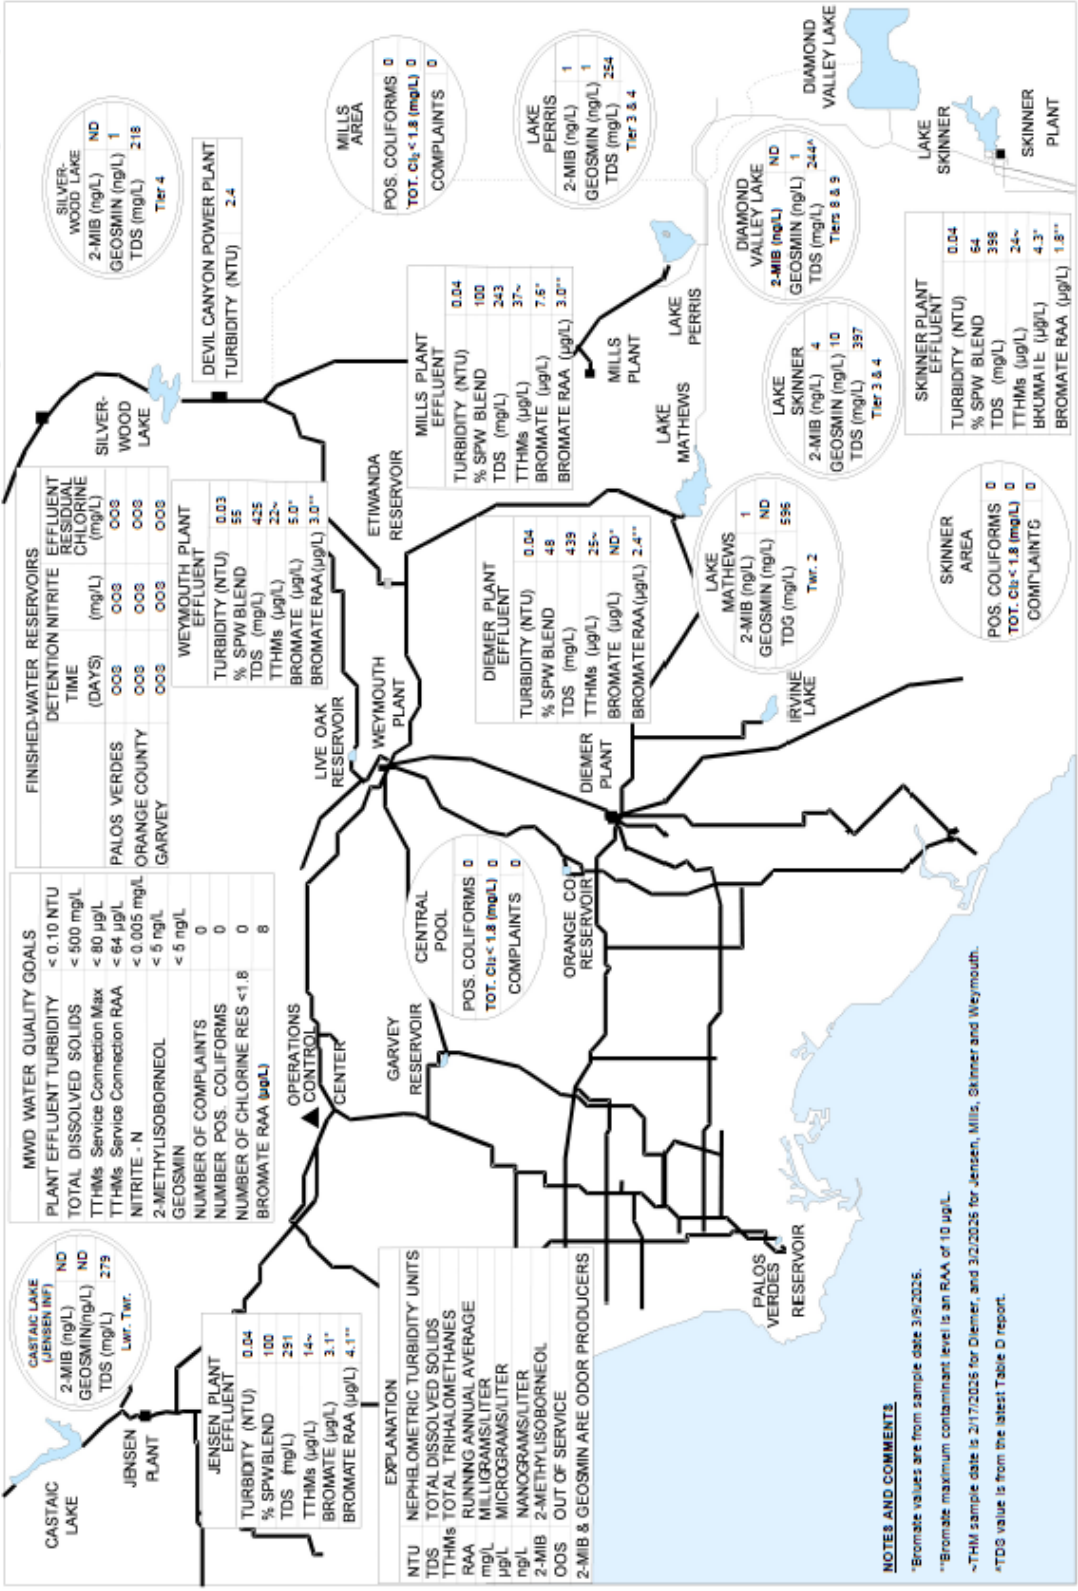 CASTAIC LAKE
(JENSEN INF)
2-MIB (ng/L) ND
GEOSMIN(ng/L) ND
TDS (mg/L) 279
Lwr. Twr.
CASTAIC
LAKE
JENSEN
PLANT
JENSEN PLANT
EFFLUENT
TURBIDITY (NTU) 0.04
% SPW BLEND 100
TDS (mg/L) 291
TTHMs (µg/L) 14~
BROMATE (µg/L) 3.1*
BROMATE RAA (µg/L) 4.1**
MWD WATER QUALITY GOALS
PLANT EFFLUENT TURBIDITY < 0.10 NTU
TOTAL DISSOLVED SOLIDS < 500 mg/L
TTHMs Service Connection Max < 80 µg/L
TTHMs Service Connection RAA < 64 µg/L
NITRITE - N < 0.005 mg/L
2-METHYLISOBORNEOL < 5 ng/L
GEOSMIN < 5 ng/L
NUMBER OF COMPLAINTS 0
NUMBER POS. COLIFORMS 0
NUMBER OF CHLORINE RES <1.8 0
BROMATE RAA (µg/L) 8
FINISHED-WATER RESERVOIRS
DETENTION NITRITE EFFLUENT
TIME RESIDUAL
CHLORINE
(DAYS) (mg/L) (mg/L)
PALOS VERDES OOS OOS OOS
ORANGE COUNTY OOS OOS OOS
GARVEY OOS OOS OOS
WEYMOUTH PLANT
EFFLUENT
TURBIDITY (NTU) 0.03
% SPW BLEND 55
TDS (mg/L) 425
TTHMs (µg/L) 22~
BROMATE (µg/L) 5.0*
BROMATE RAA(µg/L) 3.0**
SILVER-
WOOD
LAKE
SILVER-
WOOD LAKE
2-MIB (ng/L) ND
GEOSMIN (ng/L) 1
TDS (mg/L) 218
Tier 4
DEVIL CANYON POWER PLANT
TURBIDITY (NTU) 2.4
MILLS
AREA
POS. COLIFORMS 0
TOT. Cl₂ < 1.8 (mg/L) 0
COMPLAINTS 0
LAKE
PERRIS
2-MIB (ng/L) 1
GEOSMIN (ng/L) 1
TDS (mg/L) 254
Tier 3 & 4
DIAMOND
VALLEY LAKE
OPERATIONS
CONTROL
CENTER
LIVE OAK
RESERVOIR
WEYMOUTH
PLANT
ETIWANDA
RESERVOIR
MILLS PLANT
EFFLUENT
TURBIDITY (NTU) 0.04
% SPW BLEND 100
TDS (mg/L) 243
TTHMs (µg/L) 37~
BROMATE (µg/L) 7.6*
BROMATE RAA (µg/L) 3.0**
MILLS
PLANT
LAKE
PERRIS
LAKE
MATHEWS
DIAMOND
VALLEY LAKE
2-MIB (ng/L) ND
GEOSMIN (ng/L) 1
TDS (mg/L) 244^
Tiers 8 & 9
LAKE
SKINNER
SKINNER
PLANT
EXPLANATION
NTU NEPHELOMETRIC TURBIDITY UNITS
TDS TOTAL DISSOLVED SOLIDS
TTHMs TOTAL TRIHALOMETHANES
RAA RUNNING ANNUAL AVERAGE
mg/L MILLIGRAMS/LITER
µg/L MICROGRAMS/LITER
ng/L NANOGRAMS/LITER
2-MIB 2-METHYLISOBORNEOL
OOS OUT OF SERVICE
2-MIB & GEOSMIN ARE ODOR PRODUCERS
GARVEY
RESERVOIR
CENTRAL
POOL
POS. COLIFORMS 0
TOT. Cl₂ < 1.8 (mg/L) 0
COMPLAINTS 0
ORANGE CO
RESERVOIR
DIEMER
PLANT
DIEMER PLANT
EFFLUENT
TURBIDITY (NTU) 0.04
% SPW BLEND 48
TDS (mg/L) 439
TTHMs (µg/L) 25~
BROMATE (µg/L) ND*
BROMATE RAA (µg/L) 2.4**
LAKE
MATHEWS
2-MIB (ng/L) 1
GEOSMIN (ng/L) ND
TDG (mg/L) 596
Twr. 2
LAKE
SKINNER
2-MIB (ng/L) 4
GEOSMIN (ng/L) 10
TDS (mg/L) 397
Tier 3 & 4
SKINNER PLANT
EFFLUENT
TURBIDITY (NTU) 0.04
% SPW BLEND 64
TDS (mg/L) 398
TTHMs (µg/L) 24~
BROMATE (µg/L) 4.3*
BROMATE RAA (µg/L) 1.8**
IRVINE
LAKE
SKINNER
AREA
POS. COLIFORMS 0
TOT. Cl₂ < 1.8 (mg/L) 0
COMPLAINTS 0
PALOS
VERDES
RESERVOIR
NOTES AND COMMENTS
*Bromate values are from sample date 3/9/2026.
**Bromate maximum contaminant level is an RAA of 10 µg/L.
~THM sample date is 2/17/2026 for Diemer, and 3/2/2026 for Jensen, Mills, Skinner and Weymouth.
^TDS value is from the latest Table D report.